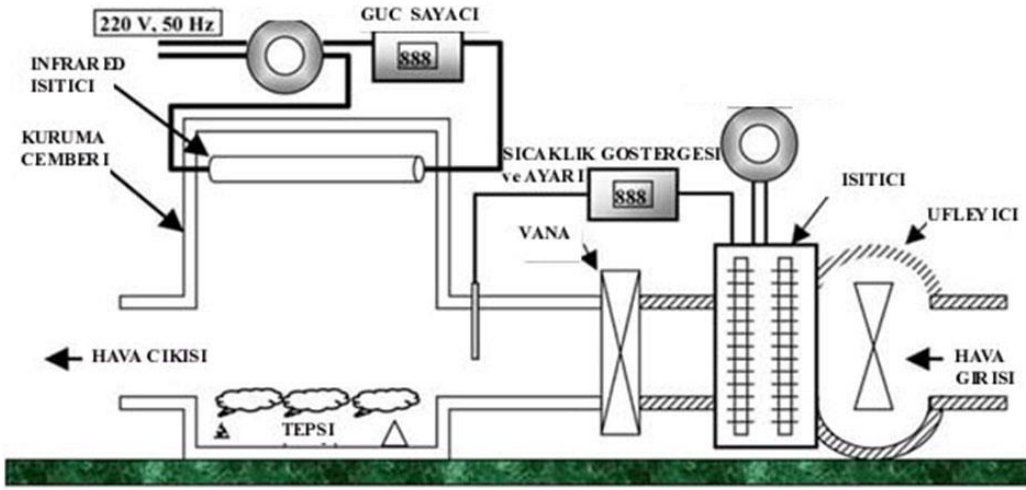 GUC SAYACI
220 V, 50 Hz
888
INFRARED
ISITICI
KURUMA
CEMBERI
SICAKLIK GOSTERGESI
ve AYARI
888
ISITICI
UFLEYICI
VANA
HAVA CIKISI
HAVA
GIRISI
TEPSI